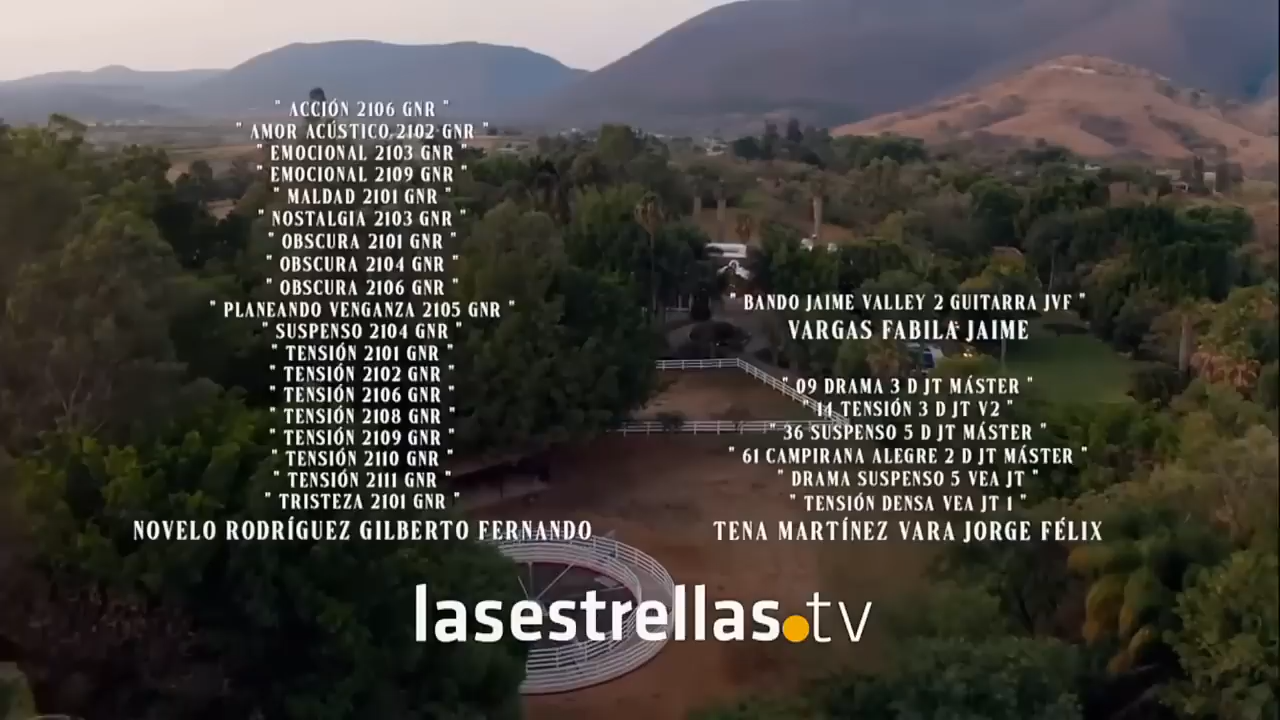 " ACCIÓN 2106 GNR "
" AMOR ACÚSTICO 2102 GNR "
" EMOCIONAL 2103 GNR "
" EMOCIONAL 2109 GNR "
" MALDAD 2101 GNR "
" NOSTALGIA 2103 GNR "
" OBSCURA 2101 GNR "
" OBSCURA 2104 GNR "
" OBSCURA 2106 GNR "
" PLANEANDO VENGANZA 2105 GNR "
" SUSPENSO 2104 GNR "
" TENSIÓN 2101 GNR "
" TENSIÓN 2102 GNR "
" TENSIÓN 2106 GNR "
" TENSIÓN 2108 GNR "
" TENSIÓN 2109 GNR "
" TENSIÓN 2110 GNR "
" TENSIÓN 2111 GNR "
" TRISTEZA 2101 GNR "
NOVELO RODRÍGUEZ GILBERTO FERNANDO
" BANDO JAIME VALLEY 2 GUITARRA JVF "
VARGAS FABILA JAIME
" 09 DRAMA 3 D JT MÁSTER "
" 14 TENSIÓN 3 D JT V2 "
" 36 SUSPENSO 5 D JT MÁSTER "
" 61 CAMPIRANA ALEGRE 2 D JT MÁSTER "
" DRAMA SUSPENSO 5 VEA JT "
" TENSIÓN DENSA VEA JT 1 "
TENA MARTÍNEZ VARA JORGE FÉLIX
lasestrellas.tv